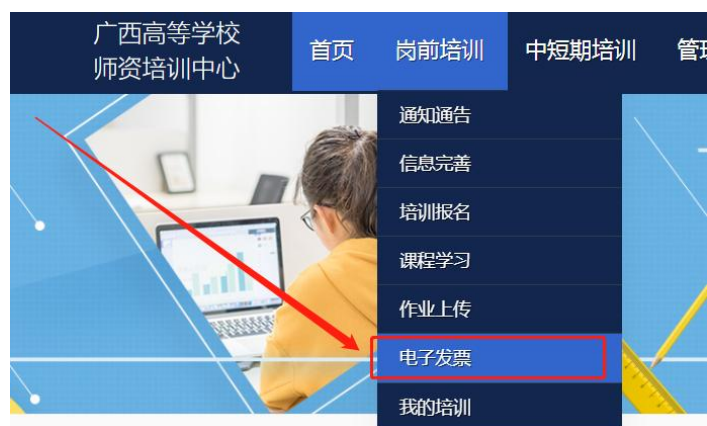 广西高等学校
师资培训中心
首页
岗前培训
中短期培训
通知通告
信息完善
培训报名
课程学习
作业上传
电子发票
我的培训